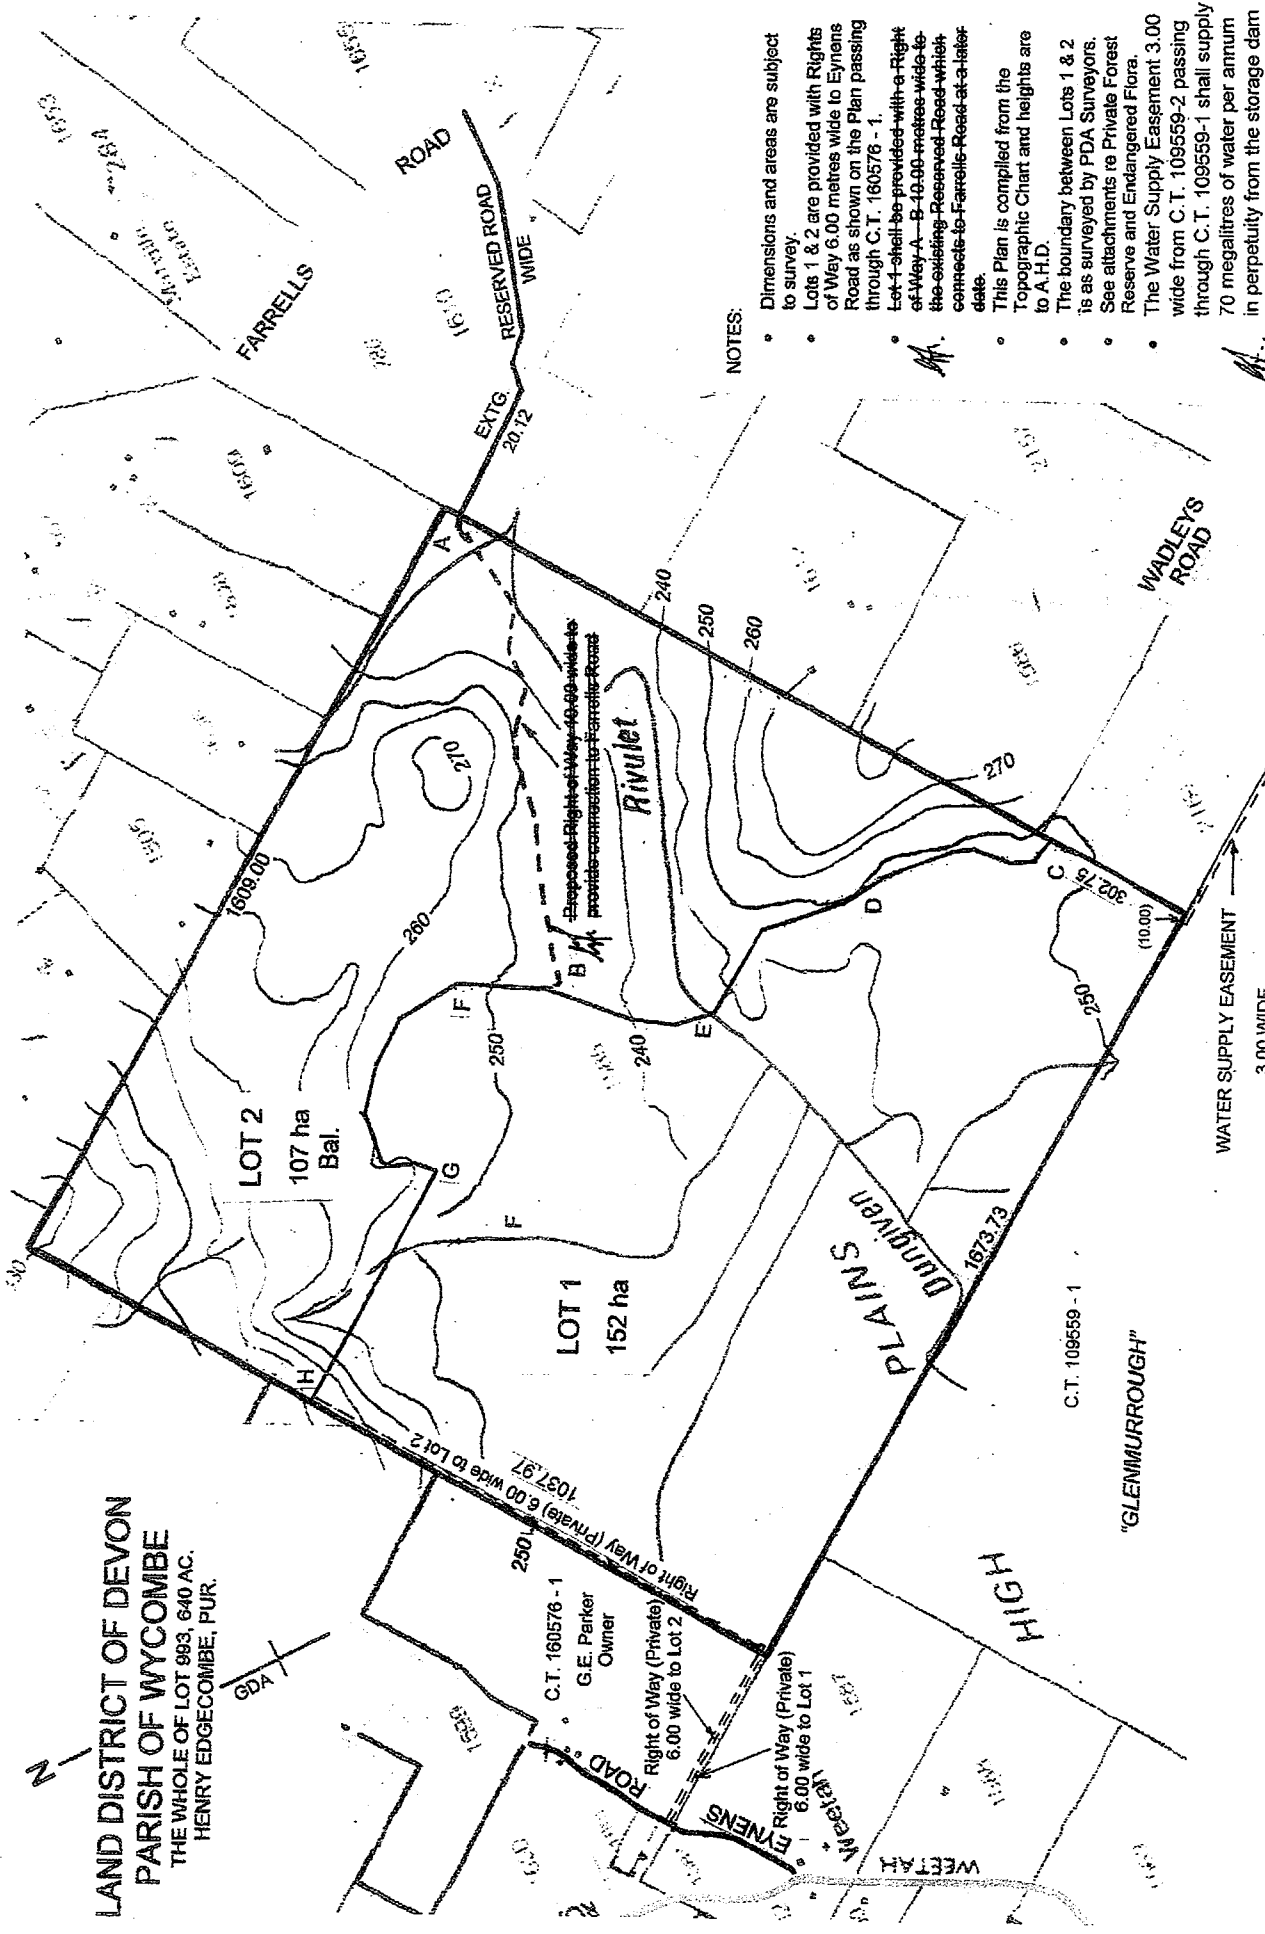 LAND DISTRICT OF DEVON
PARISH OF WYCOMBE
THE WHOLE OF LOT 993, 640 AC.
HENRY EDGECOMBE, PUR.
N
GDA
FARRELLS
ROAD
EXTG. RESERVED ROAD
20.12 WIDE
LOT 2
107 ha
Bal.
1609.00
260
270
A
Proposed Right of Way 10.00 wide to
provide connection to Farrells Road
B
Rivulet
240
250
260
270
F
250
240
E
D
C
302.75
(10.00)
250
G
F
H
LOT 1
152 ha
Right of Way (Private) 6.00 wide to Lot 2
1037.97
250
PLAINS
Dungiven
1673.73
C.T. 109559 - 1
"GLENMURROUGH"
HIGH
C.T. 160576 - 1
G.E. Parker
Owner
Right of Way (Private)
6.00 wide to Lot 2
Right of Way (Private)
6.00 wide to Lot 1
EYNENS
ROAD
Weetah
WEETAH
WADLEYS
ROAD
WATER SUPPLY EASEMENT
3.00 WIDE
NOTES:
• Dimensions and areas are subject
to survey.
• Lots 1 & 2 are provided with Rights
of Way 6.00 metres wide to Eynens
Road as shown on the Plan passing
through C.T. 160576 - 1.
• Lot 1 shall be provided with a Right
of Way A - B 10.00 metres wide to
the existing Reserved Road which
connects to Farrells Road at a later
date.
• This Plan is compiled from the
Topographic Chart and heights are
to A.H.D.
• The boundary between Lots 1 & 2
is as surveyed by PDA Surveyors.
• See attachments re Private Forest
Reserve and Endangered Flora.
• The Water Supply Easement 3.00
wide from C.T. 109559-2 passing
through C.T. 109559-1 shall supply
70 megalitres of water per annum
in perpetuity from the storage dam